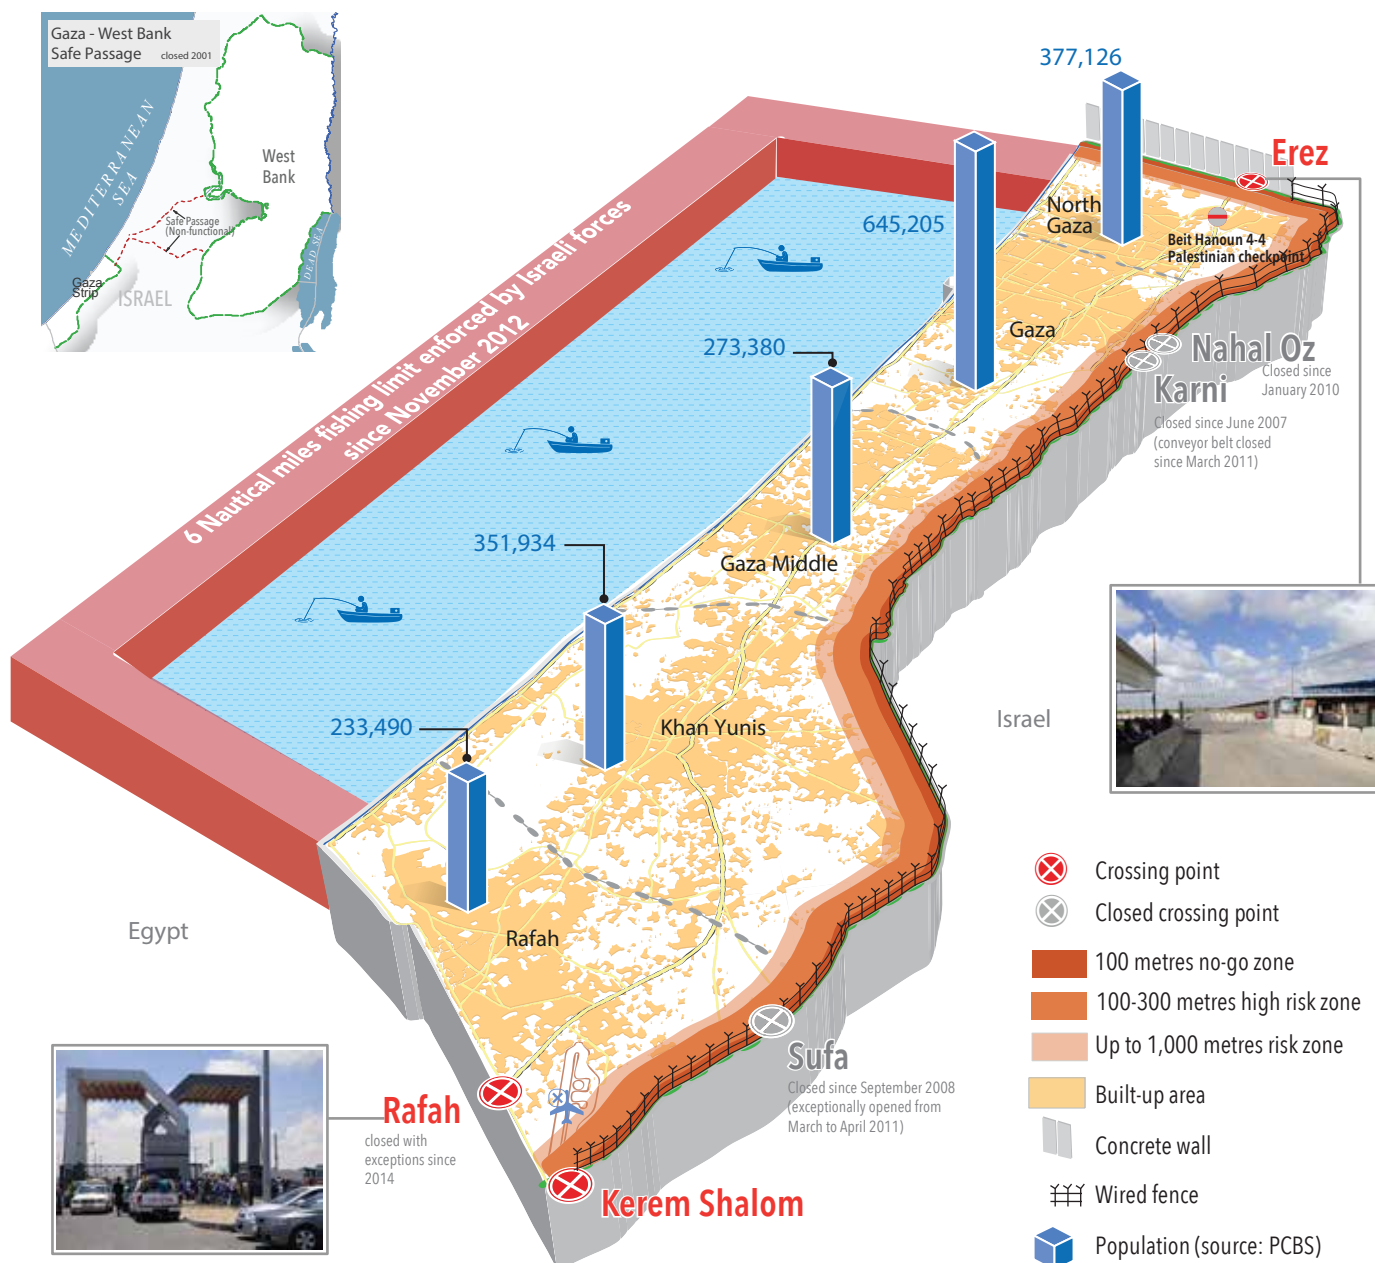 Gaza - West Bank
Safe Passage closed 2001
MEDITERRANEAN
SEA
West
Bank
Safe Passage
(Non-functional)
DEAD SEA
Gaza
Strip
ISRAEL
377,126
Erez
North
Gaza
645,205
Beit Hanoun 4-4
Palestinian checkpoint
6 Nautical miles fishing limit enforced by Israeli forces
since November 2012
Gaza
273,380
Nahal Oz
Closed since
January 2010
Karni
Closed since June 2007
(conveyor belt closed
since March 2011)
351,934
Gaza Middle
Israel
233,490
Khan Yunis
Egypt
Rafah
Sufa
Closed since September 2008
(exceptionally opened from
March to April 2011)
Rafah
closed with
exceptions since
2014
Kerem Shalom
Crossing point
Closed crossing point
100 metres no-go zone
100-300 metres high risk zone
Up to 1,000 metres risk zone
Built-up area
Concrete wall
Wired fence
Population (source: PCBS)